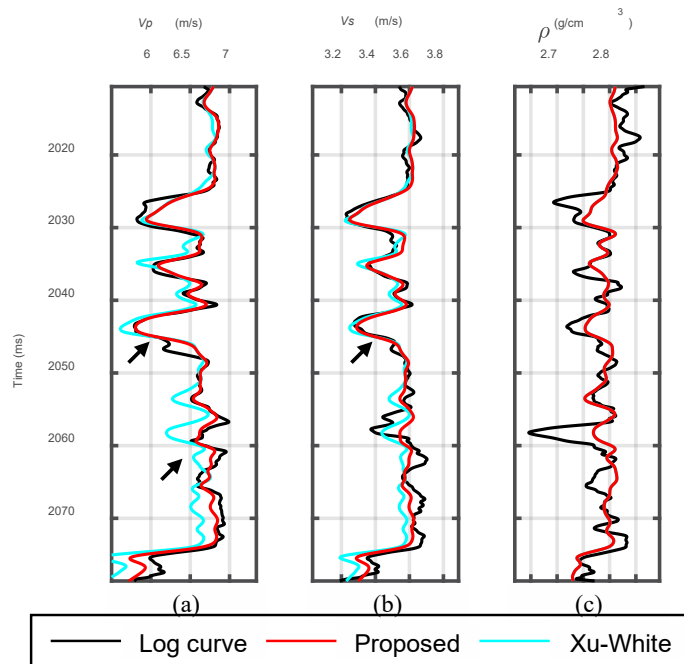 Vp (m/s)
6 6.5 7
Vs (m/s)
3.2 3.4 3.6 3.8
ρ (g/cm 3)
2.7 2.8
2020
2030
2040
2050
2060
2070
Time (ms)
(a) (b) (c)
Log curve Proposed Xu-White